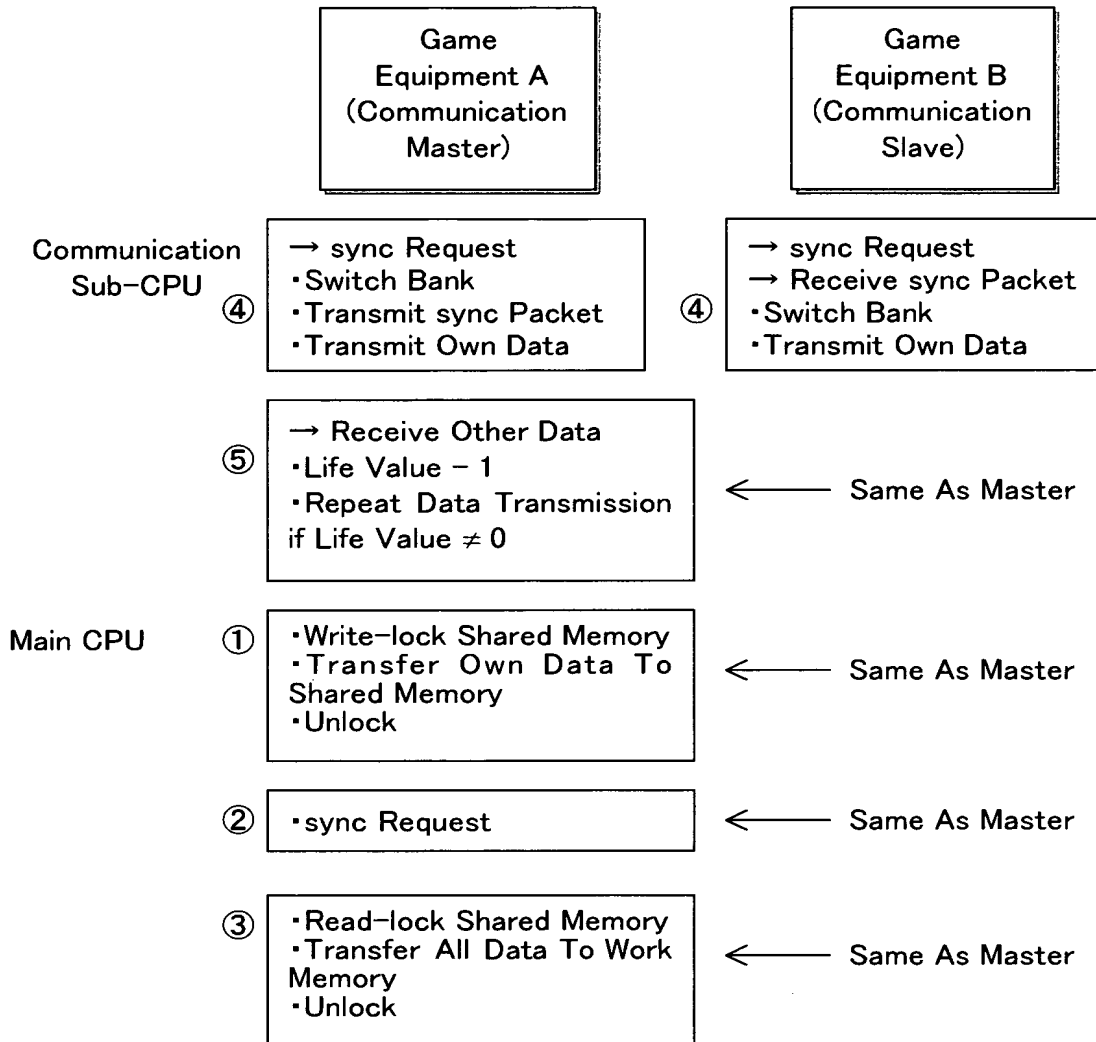 Game
Equipment A
(Communication
Master)
Game
Equipment B
(Communication
Slave)
Communication
Sub-CPU
④
→ sync Request
・Switch Bank
・Transmit sync Packet
・Transmit Own Data
④
→ sync Request
→ Receive sync Packet
・Switch Bank
・Transmit Own Data
⑤
→ Receive Other Data
・Life Value − 1
・Repeat Data Transmission
if Life Value ≠ 0
Same As Master
Main CPU
①
・Write-lock Shared Memory
・Transfer Own Data To
Shared Memory
・Unlock
Same As Master
②
・sync Request
Same As Master
③
・Read-lock Shared Memory
・Transfer All Data To Work
Memory
・Unlock
Same As Master